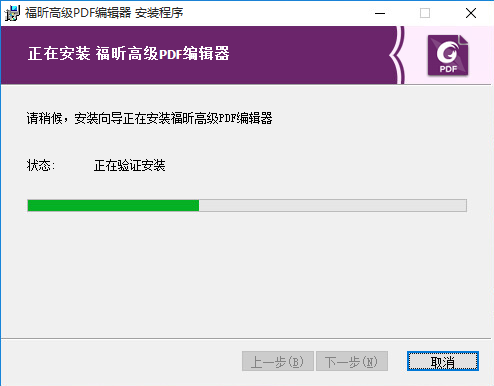 福昕高级PDF编辑器 安装程序
正在安装 福昕高级PDF编辑器
PDF
请稍候，安装向导正在安装福昕高级PDF编辑器
状态: 正在验证安装
上一步(B) 下一步(N) 取消